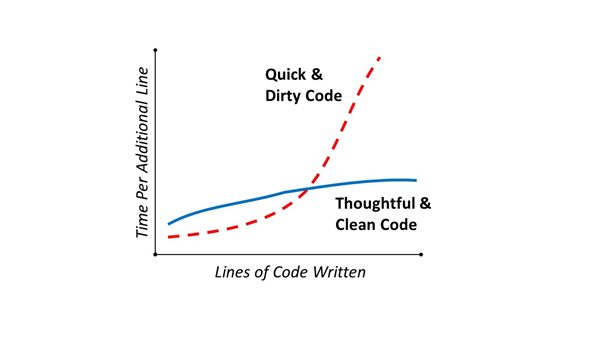 Quick &
Dirty Code
Time Per Additional Line
Thoughtful &
Clean Code
Lines of Code Written